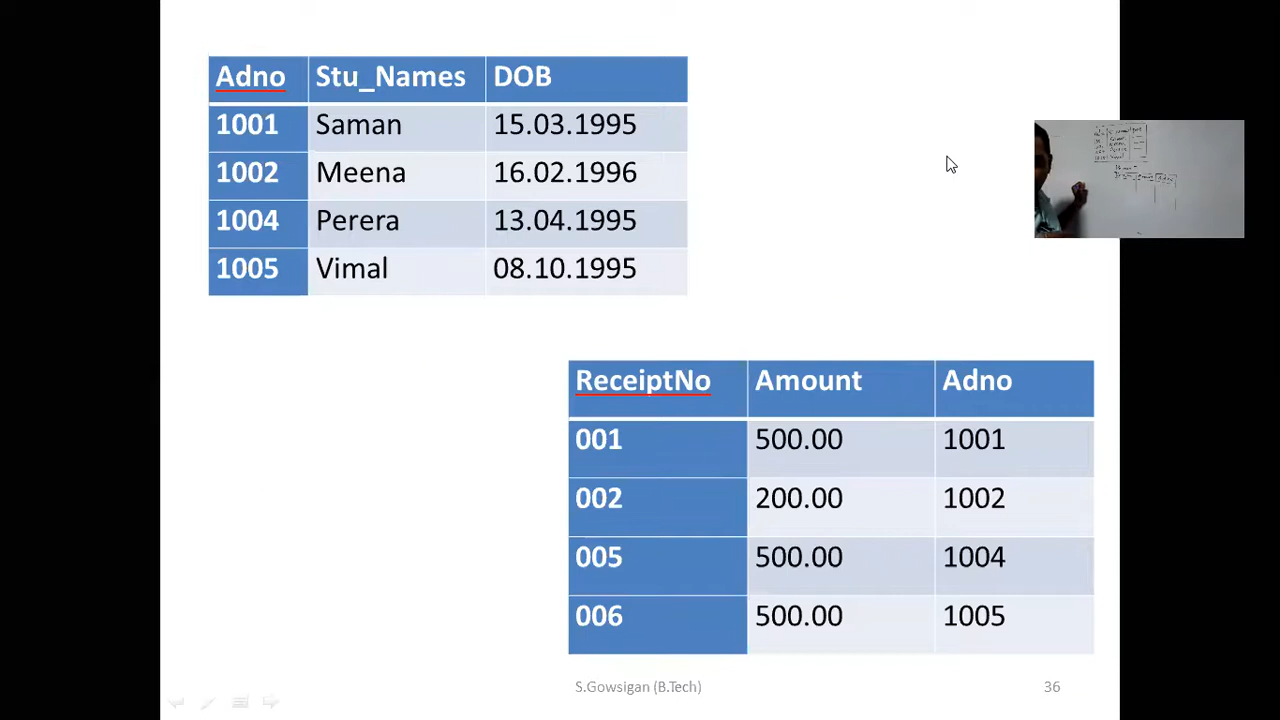 Adno Stu_Names DOB
1001 Saman 15.03.1995
1002 Meena 16.02.1996
1004 Perera 13.04.1995
1005 Vimal 08.10.1995
ReceiptNo Amount Adno
001 500.00 1001
002 200.00 1002
005 500.00 1004
006 500.00 1005
S.Gowsigan (B.Tech) 36